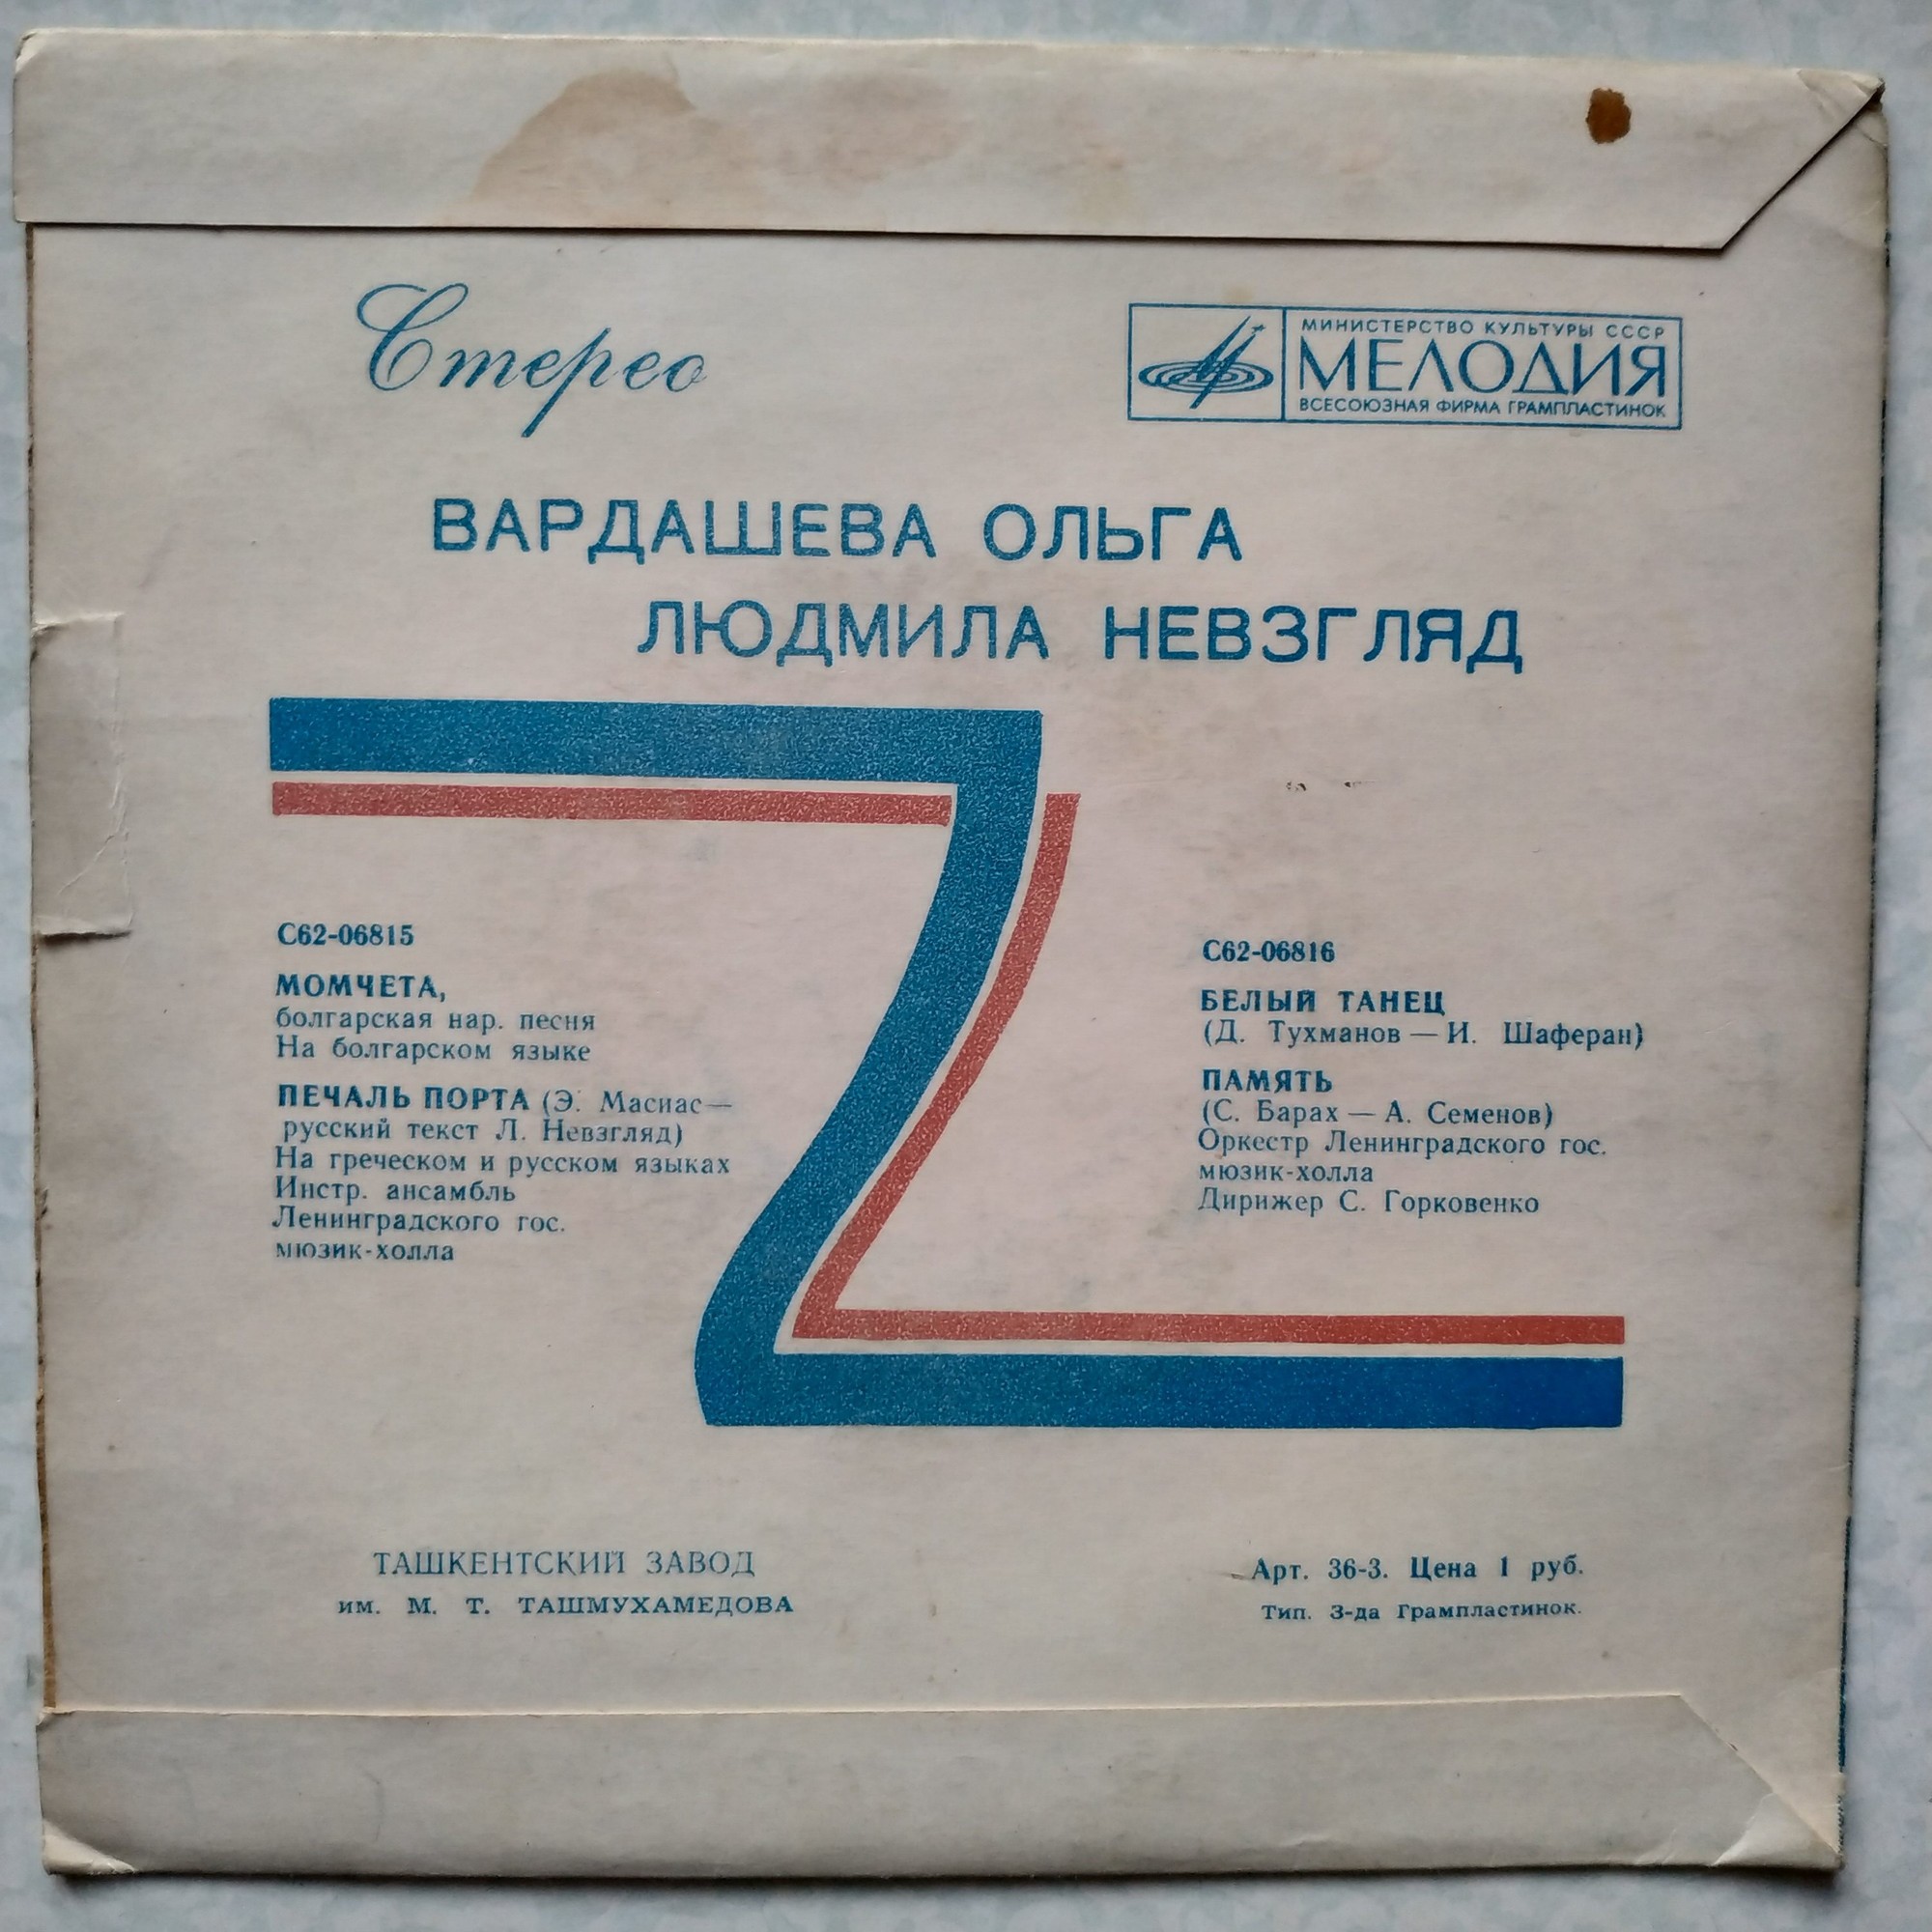 Стерео
МИНИСТЕРСТВО КУЛЬТУРЫ СССР
МЕЛОДИЯ
ВСЕСОЮЗНАЯ ФИРМА ГРАМПЛАСТИНОК
ВАРДАШЕВА ОЛЬГА
ЛЮДМИЛА НЕВЗГЛЯД
С62-06815
МОМЧЕТА,
болгарская нар. песня
На болгарском языке
ПЕЧАЛЬ ПОРТА (Э. Масиас—
русский текст Л. Невзгляд)
На греческом и русском языках
Инстр. ансамбль
Ленинградского гос.
мюзик-холла
С62-06816
БЕЛЫЙ ТАНЕЦ
(Д. Тухманов — И. Шаферан)
ПАМЯТЬ
(С. Барах — А. Семенов)
Оркестр Ленинградского гос.
мюзик-холла
Дирижер С. Горковенко
ТАШКЕНТСКИЙ ЗАВОД
им. М. Т. ТАШМУХАМЕДОВА
Арт. 36-3. Цена 1 руб.
Тип. З-да Грампластинок.